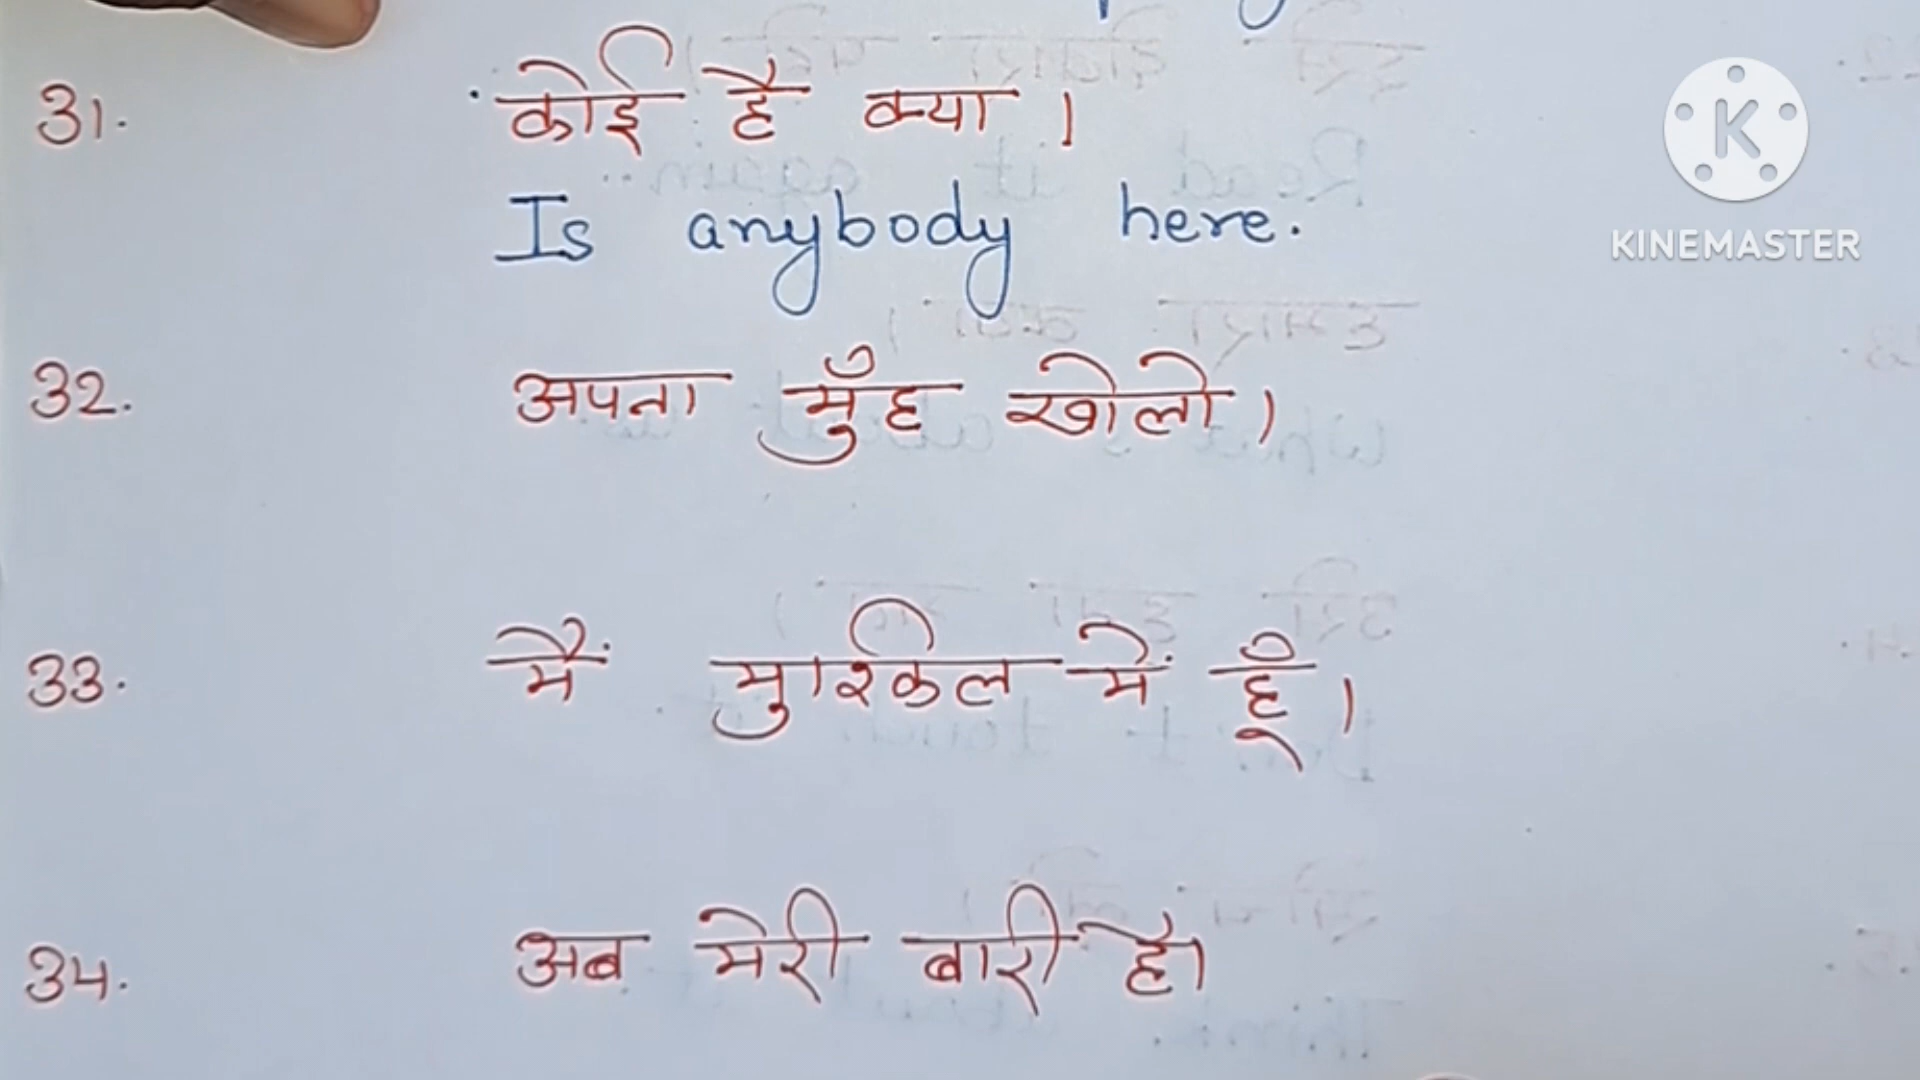 31. कोई है क्या ।
Is anybody here.
32. अपना मुँह खोलो ।
33. मैं मुश्किल में हूँ ।
34. अब मेरी बारी है।
K
KINEMASTER